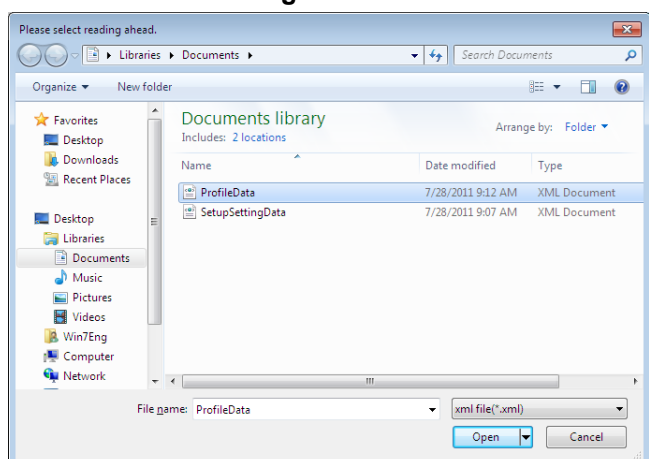 Please select reading ahead.
Libraries Documents
Search Documents
Organize New folder
Favorites
Desktop
Downloads
Recent Places
Desktop
Libraries
Documents
Music
Pictures
Videos
Win7Eng
Computer
Network
Documents library
Includes: 2 locations
Arrange by: Folder
Name Date modified Type
ProfileData 7/28/2011 9:12 AM XML Document
SetupSettingData 7/28/2011 9:07 AM XML Document
File name: ProfileData
xml file(*.xml)
Open Cancel